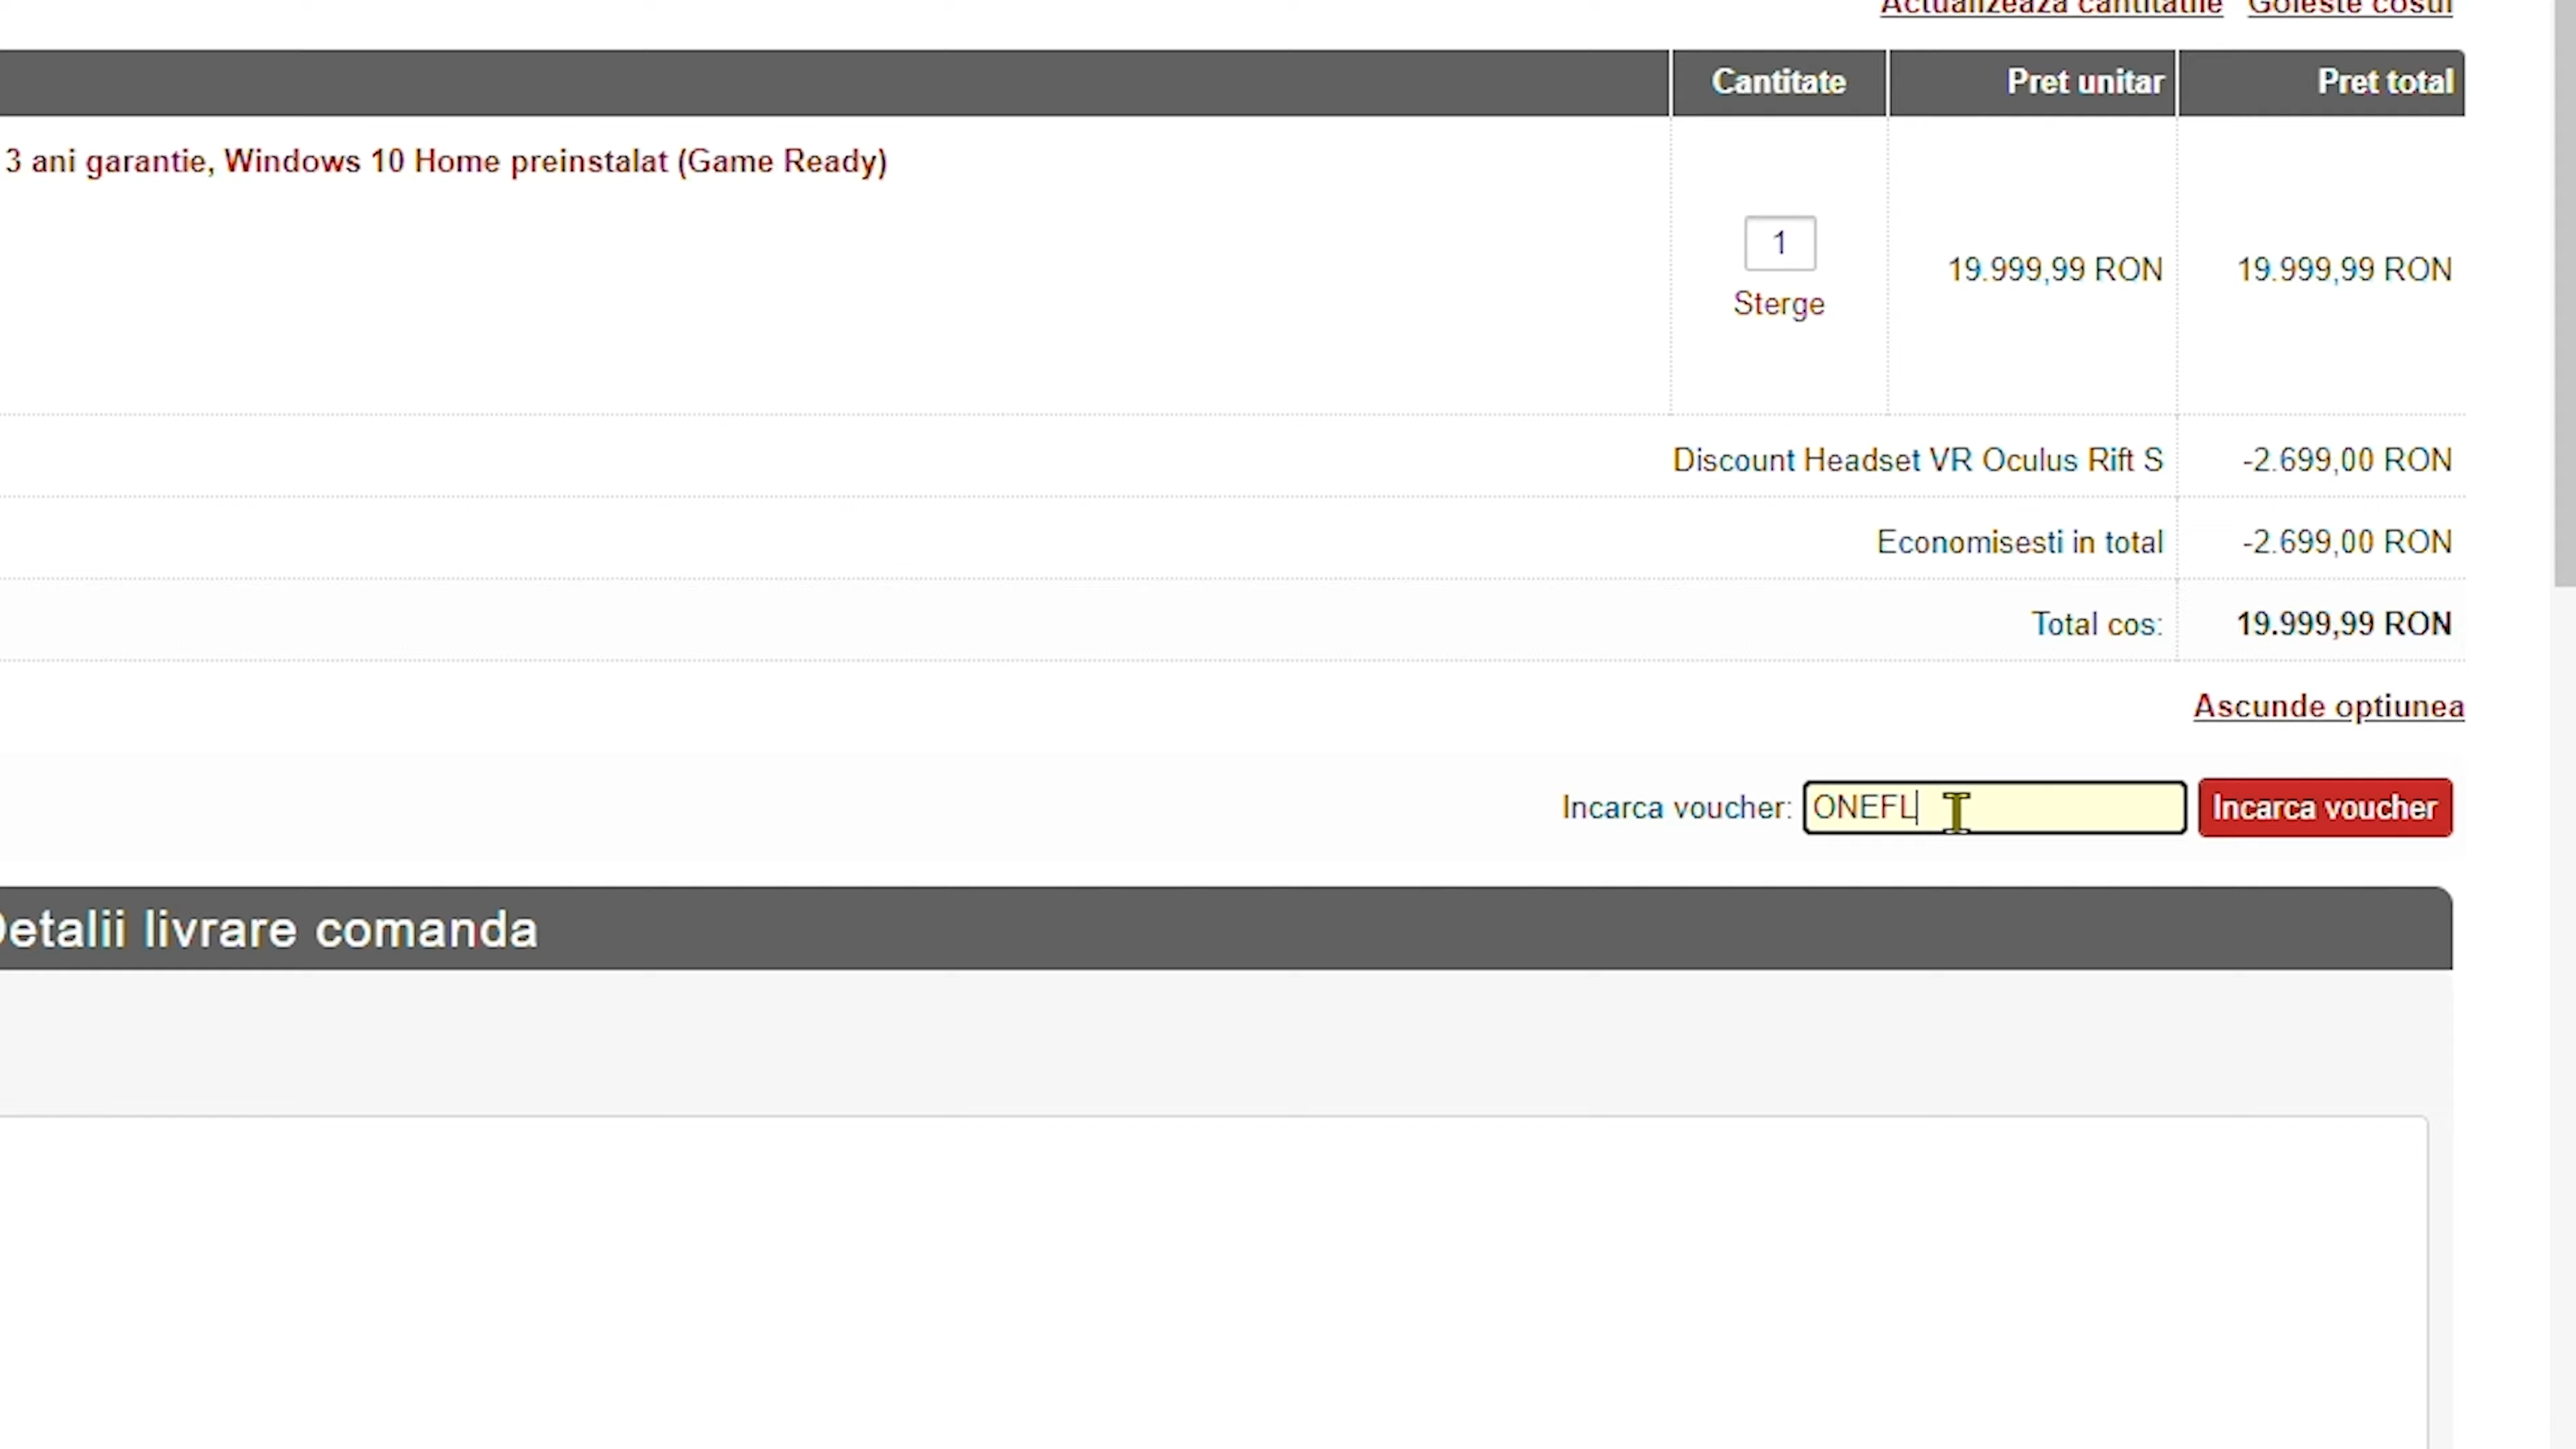 Actualizeaza cantitatile Goleste cosul
Cantitate Pret unitar Pret total
3 ani garantie, Windows 10 Home preinstalat (Game Ready)
1
19.999,99 RON 19.999,99 RON
Sterge
Discount Headset VR Oculus Rift S -2.699,00 RON
Economisesti in total -2.699,00 RON
Total cos: 19.999,99 RON
Ascunde optiunea
Incarca voucher: ONEFL Incarca voucher
Detalii livrare comanda